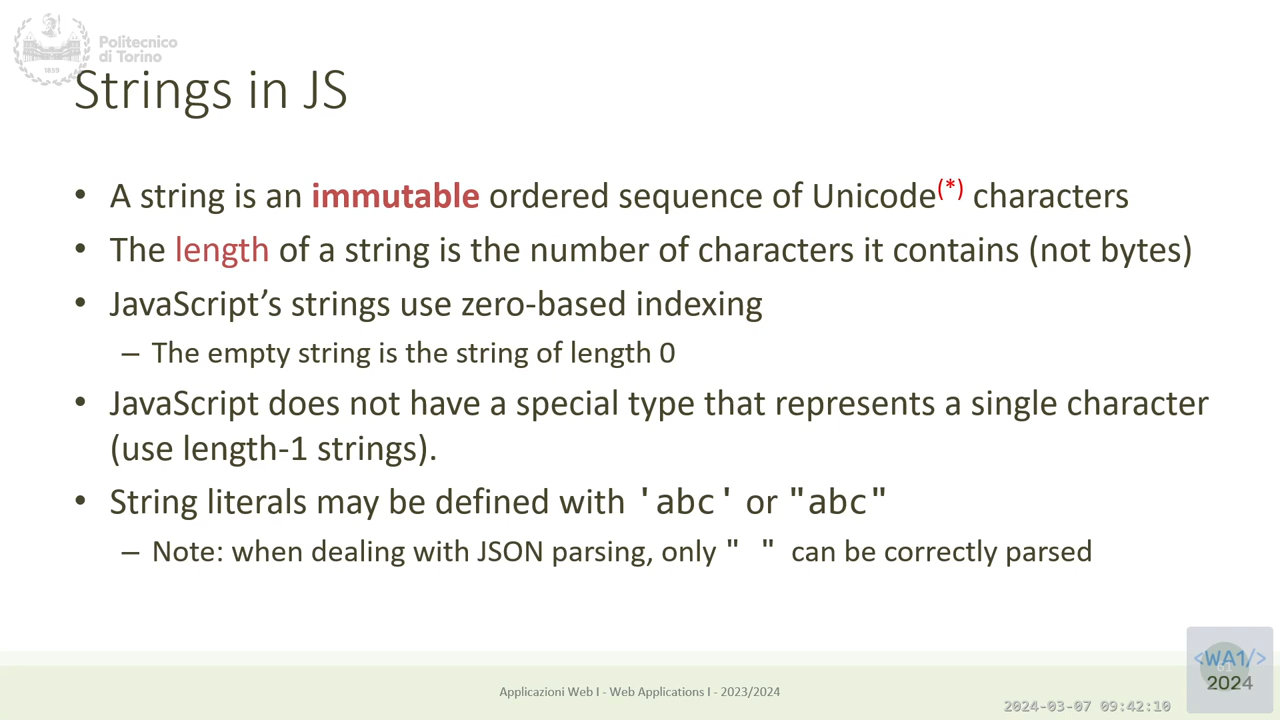 Politecnico
di Torino
1859
Strings in JS
• A string is an immutable ordered sequence of Unicode(*) characters
• The length of a string is the number of characters it contains (not bytes)
• JavaScript’s strings use zero-based indexing
– The empty string is the string of length 0
• JavaScript does not have a special type that represents a single character
(use length-1 strings).
• String literals may be defined with 'abc' or "abc"
– Note: when dealing with JSON parsing, only " " can be correctly parsed
<WA1/>
2024
Applicazioni Web I - Web Applications I - 2023/2024
2024-03-07 09:42:10